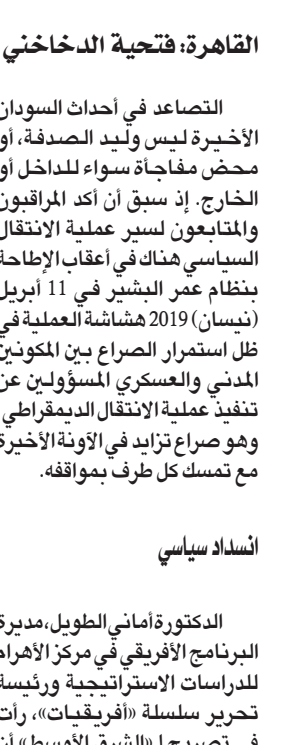 القاهرة: فتحية الدخاخني
التصاعد في أحداث السودان
الأخيرة ليس وليد الصدفة، أو
محض مفاجأة سواء للداخل أو
الخارج. إذ سبق أن أكد المراقبون
والمتابعون لسير عملية الانتقال
السياسي هناك في أعقاب الإطاحة
بنظام عمر البشير في 11 أبريل
(نيسان) 2019 هشاشة العملية في
ظل استمرار الصراع بين المكونين
المدني والعسكري المسؤولين عن
تنفيذ عملية الانتقال الديمقراطي
وهو صراع تزايد في الآونة الأخيرة
مع تمسك كل طرف بمواقفه.
انسداد سياسي
الدكتورة أماني الطويل، مديرة
البرنامج الأفريقي في مركز الأهرام
للدراسات الاستراتيجية ورئيسة
تحرير سلسلة «أفريقيات»، رأت
في تصريح لـ«الشرق الأوسط» أن